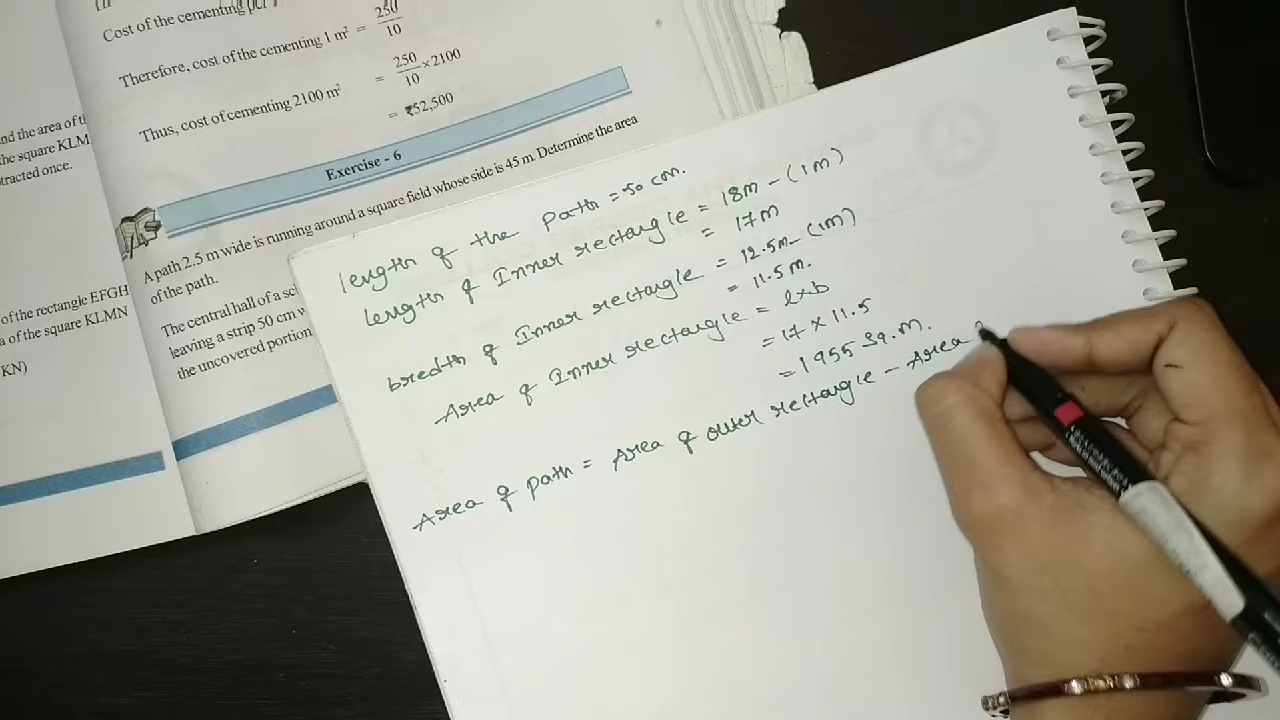 Cost of the cementing per
Therefore, cost of the cementing 1 m² = 250/10
Thus, cost of cementing 2100 m² = 250/10 × 2100
= ₹52,500
Exercise - 6
A path 2.5 m wide is running around a square field whose side is 45 m. Determine the area
of the path.
The central hall of a sc
leaving a strip 50 cm w
the uncovered portion
nd the area of t
he square KLM
tracted once.
of the rectangle EFGH
a of the square KLMN
KN)
length of the path = 50 cm.
length of Inner rectangle = 18m - (1m)
= 17m
bredth of Inner rectangle = 12.5m - (1m)
= 11.5 m.
Area of Inner rectangle = l×b
= 17 × 11.5
= 1955 sq.m.
Area of path = Area of outer rectangle - Area